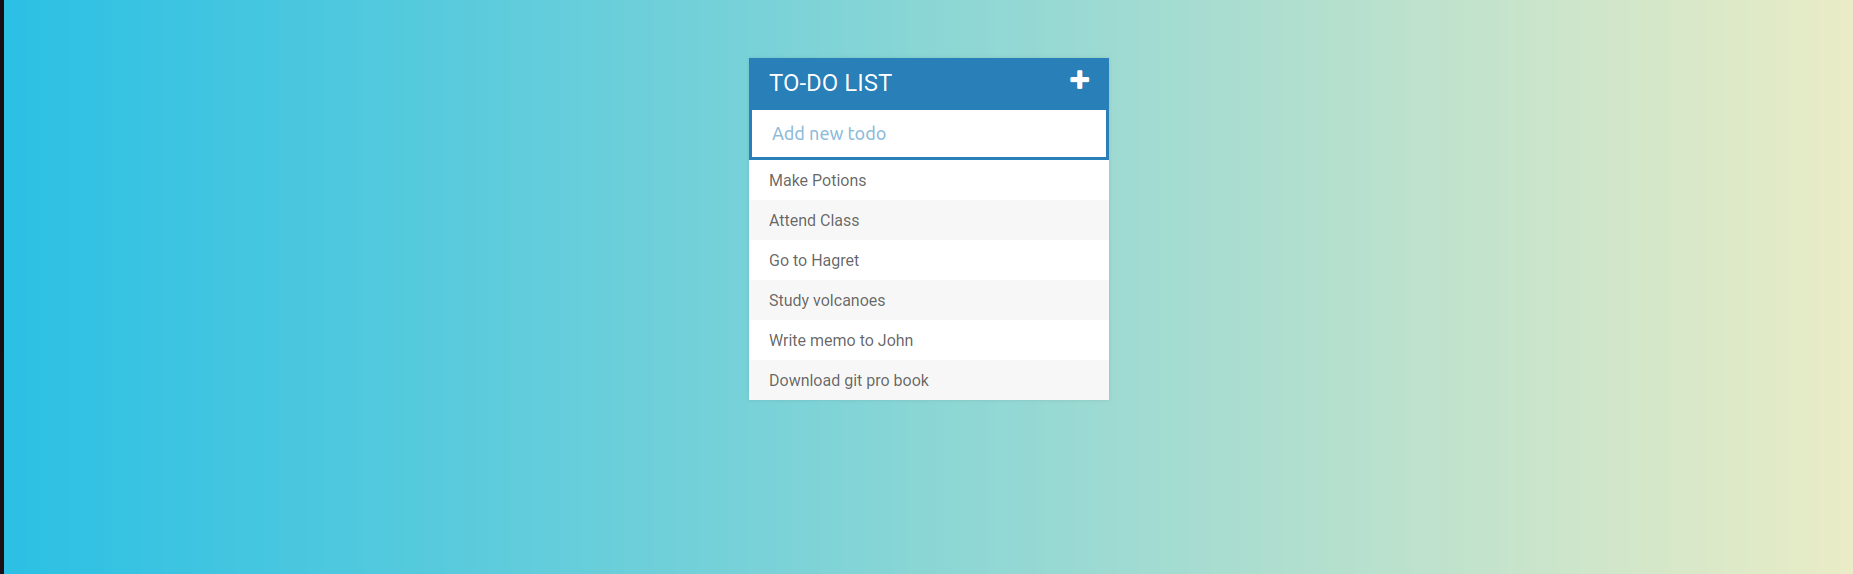 TO-DO LIST
Add new todo
Make Potions
Attend Class
Go to Hagret
Study volcanoes
Write memo to John
Download git pro book